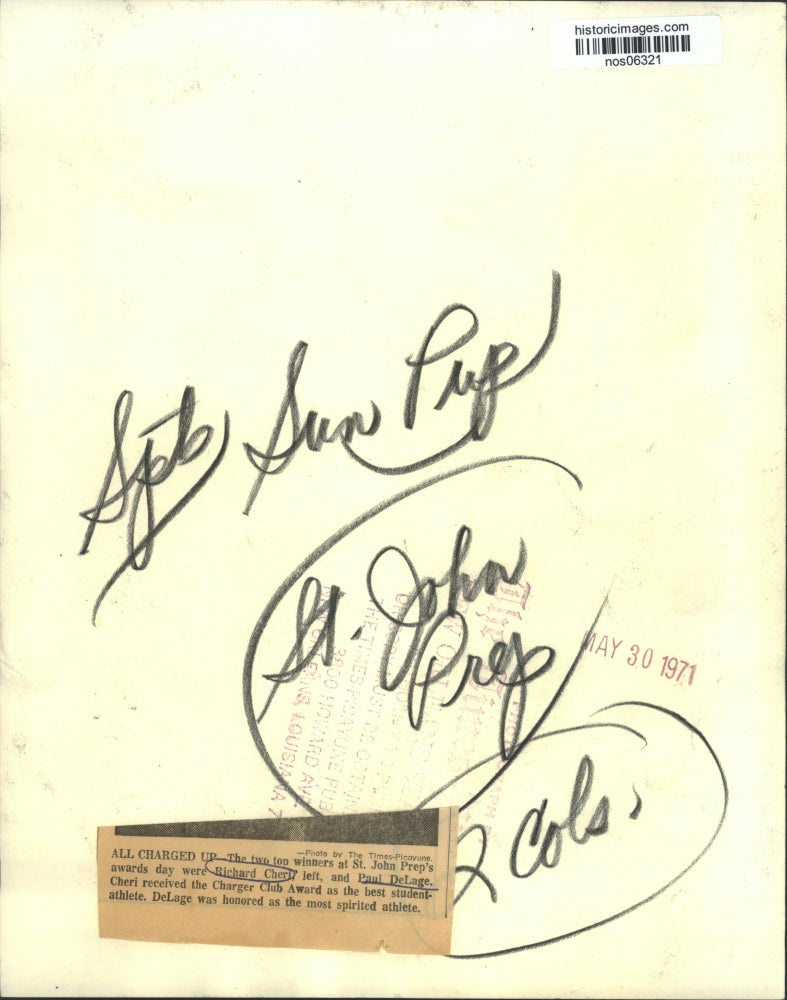 historicimages.com
nos06321
Spts Sun Prep
St. John
Prep
MAY 30 1971
2 Cols.
—Photo by The Times-Picayune.
ALL CHARGED UP—The two top winners at St. John Prep's
awards day were Richard Cheri, left, and Paul DeLage.
Cheri received the Charger Club Award as the best student-
athlete. DeLage was honored as the most spirited athlete.